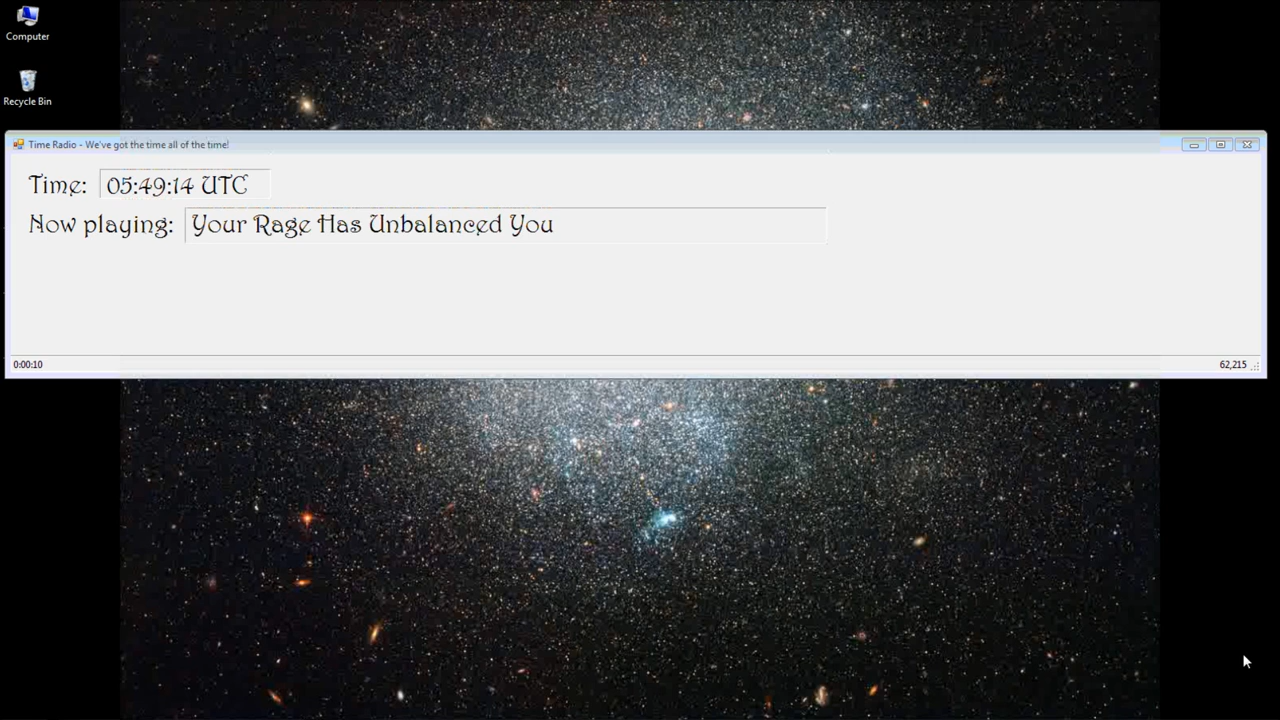 Computer
Recycle Bin
Time Radio - We've got the time all of the time!
Time: 05:49:14 UTC
Now playing: Your Rage Has Unbalanced You
0:00:10 62,215